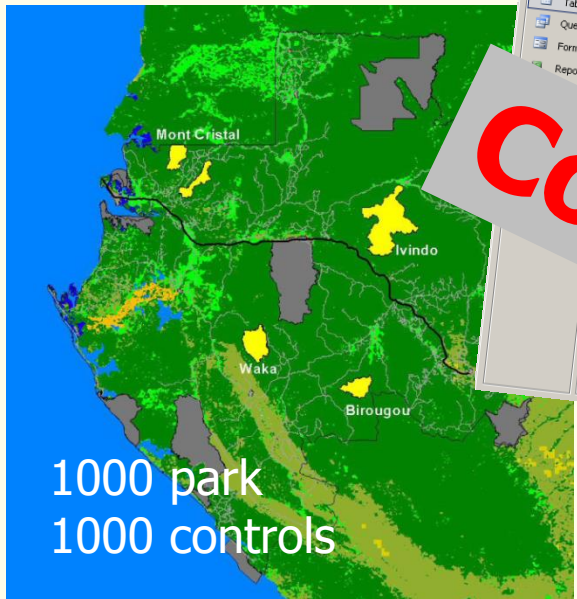 Mont Cristal
Ivindo
Waka
Birougou
1000 park
1000 controls